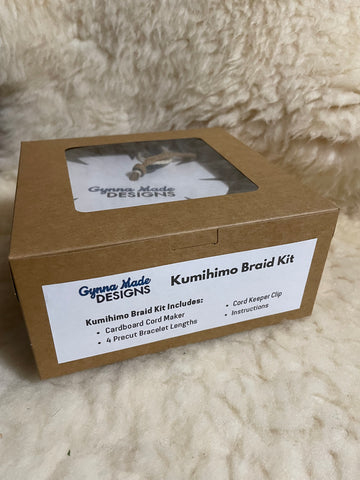 Gynna Made
DESIGNS
Gynna Made
DESIGNS
Kumihimo Braid Kit
Kumihimo Braid Kit Includes:
• Cardboard Cord Maker
• 4 Precut Bracelet Lengths
• Cord Keeper Clip
• Instructions